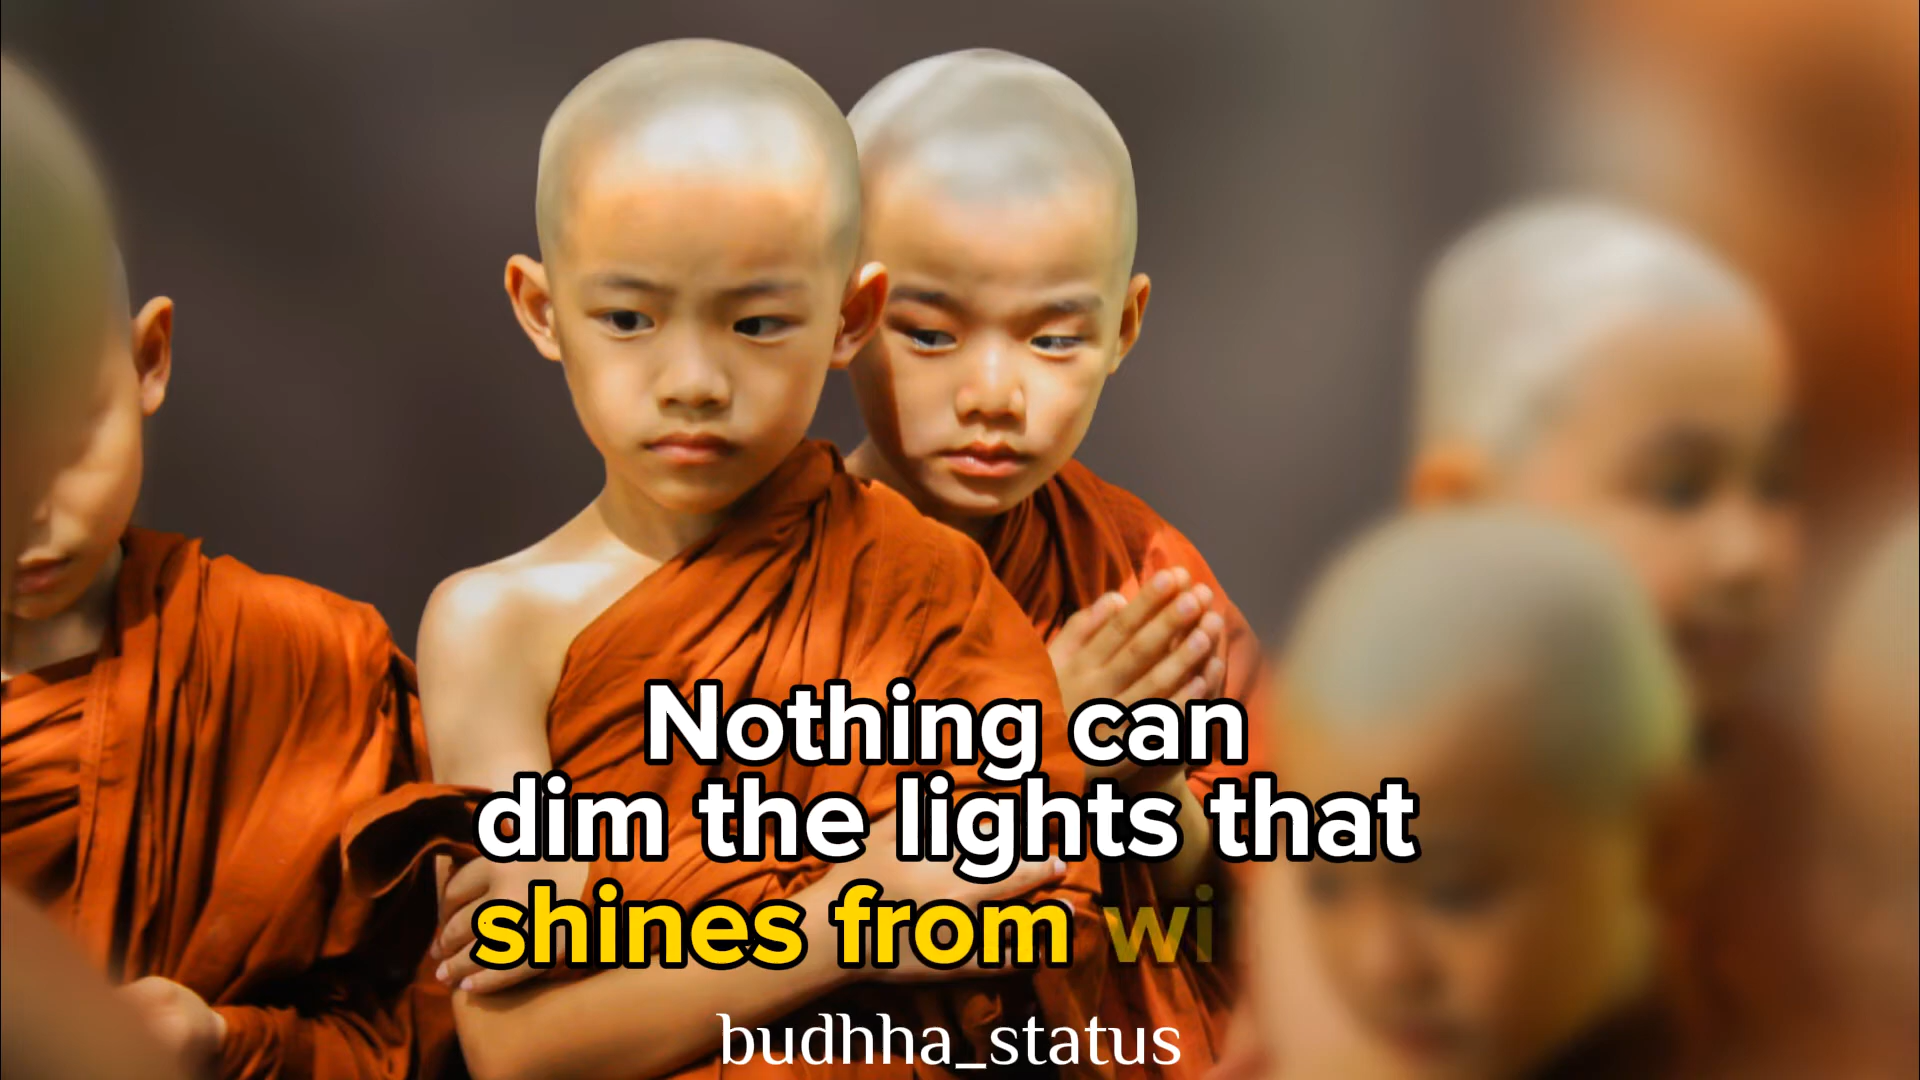 Nothing can
dim the lights that
shines from wi
budhha_status